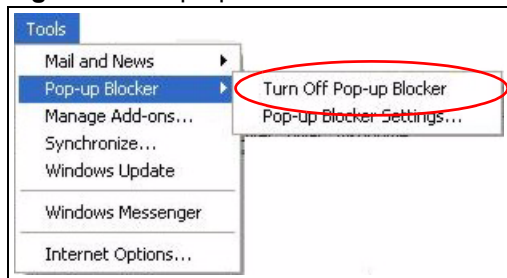 Tools
Mail and News
Pop-up Blocker
Turn Off Pop-up Blocker
Manage Add-ons...
Pop-up Blocker Settings...
Synchronize...
Windows Update
Windows Messenger
Internet Options...